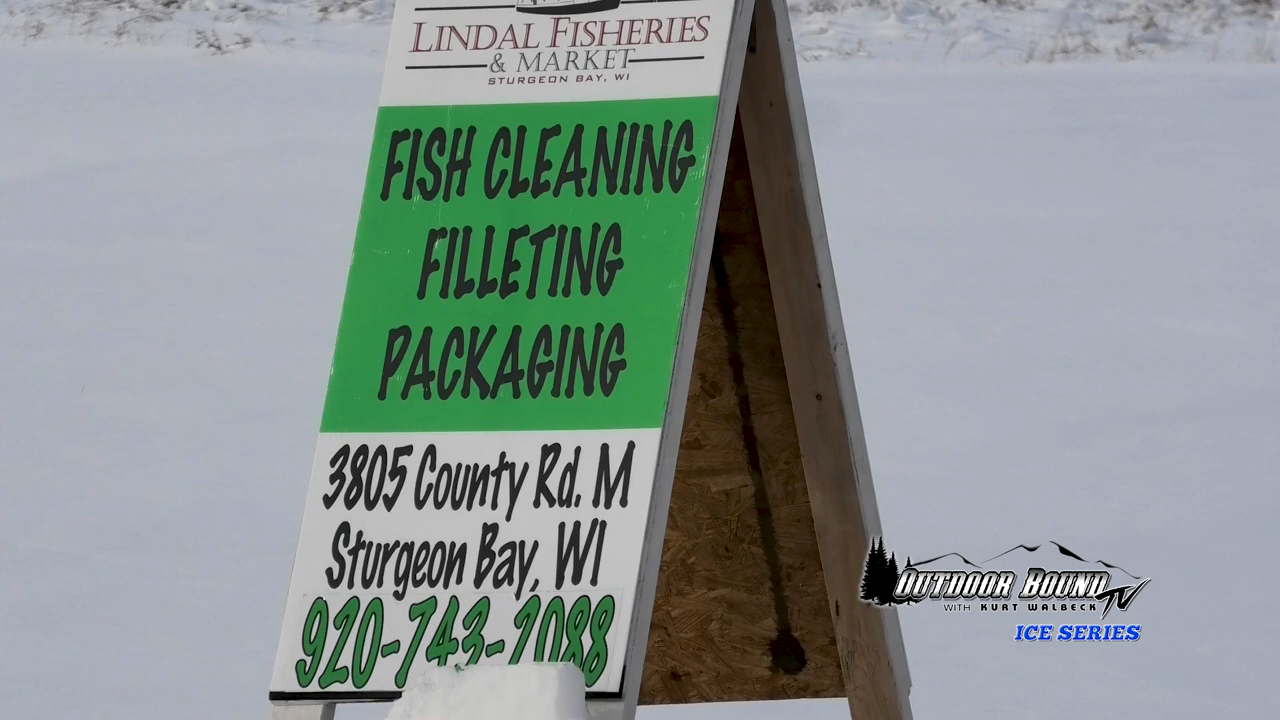 LINDAL FISHERIES
& MARKET
STURGEON BAY, WI
FISH CLEANING
FILLETING
PACKAGING
3805 County Rd. M
Sturgeon Bay, WI
920-743-2088
OUTDOOR BOUND TV
WITH KURT WALBECK
ICE SERIES